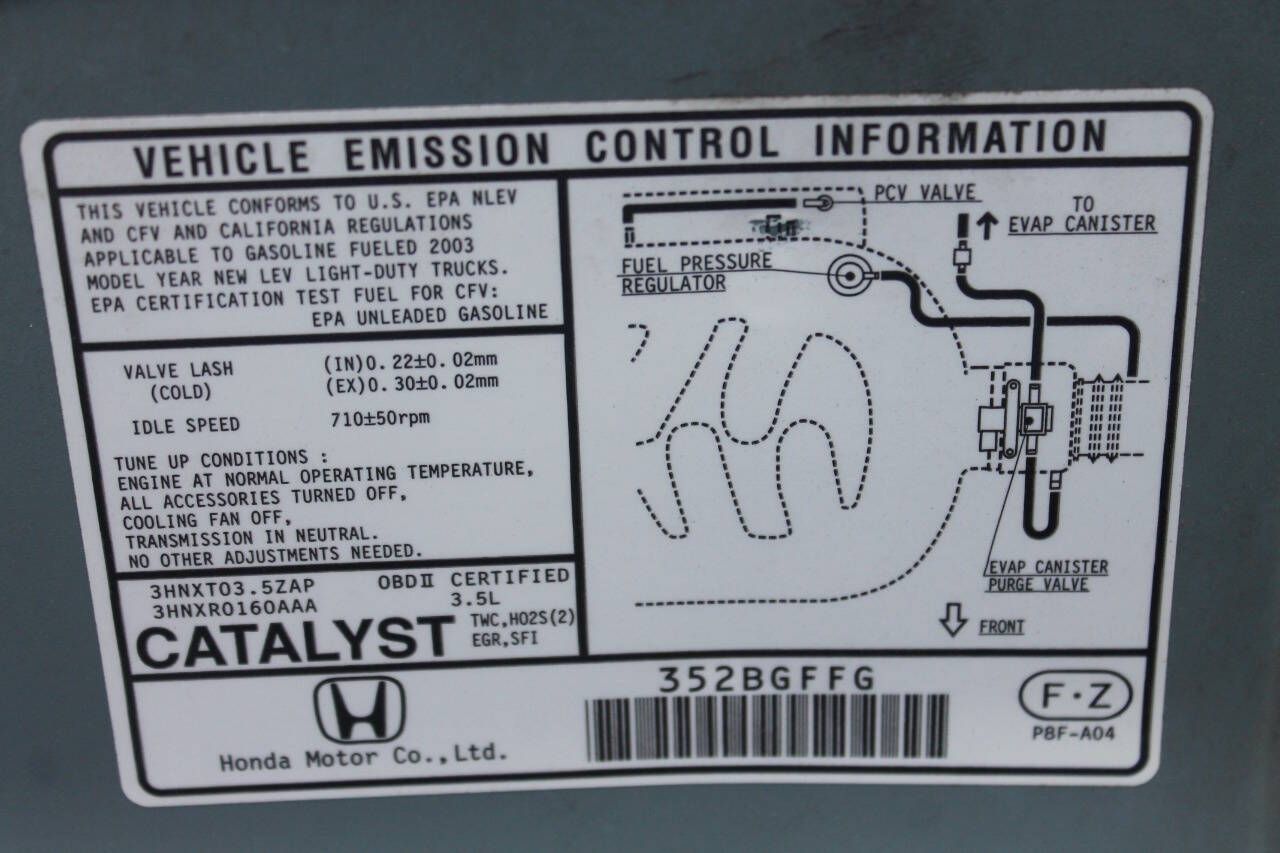 VEHICLE EMISSION CONTROL INFORMATION
THIS VEHICLE CONFORMS TO U.S. EPA NLEV
AND CFV AND CALIFORNIA REGULATIONS
APPLICABLE TO GASOLINE FUELED 2003
MODEL YEAR NEW LEV LIGHT-DUTY TRUCKS.
EPA CERTIFICATION TEST FUEL FOR CFV:
EPA UNLEADED GASOLINE
VALVE LASH (IN)0.22±0.02mm
(COLD) (EX)0.30±0.02mm
IDLE SPEED 710±50rpm
TUNE UP CONDITIONS :
ENGINE AT NORMAL OPERATING TEMPERATURE,
ALL ACCESSORIES TURNED OFF,
COOLING FAN OFF,
TRANSMISSION IN NEUTRAL.
NO OTHER ADJUSTMENTS NEEDED.
3HNXT03.5ZAP OBDⅡ CERTIFIED
3HNXR0160AAA 3.5L
CATALYST TWC,HO2S(2)
EGR,SFI
PCV VALVE
TO
EVAP CANISTER
FUEL PRESSURE
REGULATOR
EVAP CANISTER
PURGE VALVE
FRONT
Honda Motor Co.,Ltd.
352BGFFG
F·Z
P8F-A04